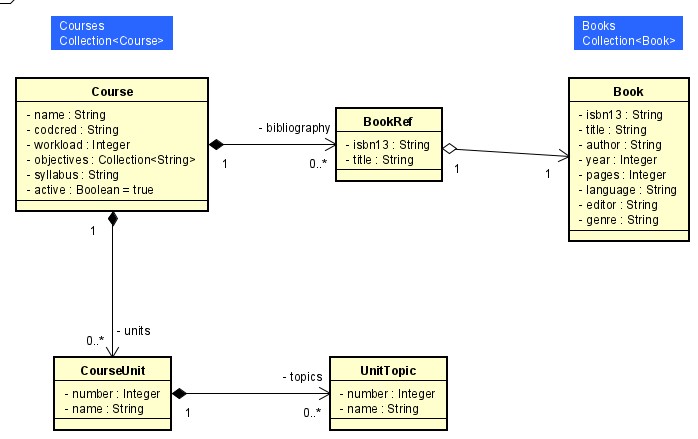 Courses
Collection<Course>
Books
Collection<Book>
Course
- name : String
- codcred : String
- workload : Integer
- objectives : Collection<String>
- syllabus : String
- active : Boolean = true
- bibliography
1
0..*
BookRef
- isbn13 : String
- title : String
1
1
Book
- isbn13 : String
- title : String
- author : String
- year : Integer
- pages : Integer
- language : String
- editor : String
- genre : String
1
- units
0..*
CourseUnit
- number : Integer
- name : String
- topics
1
0..*
UnitTopic
- number : Integer
- name : String